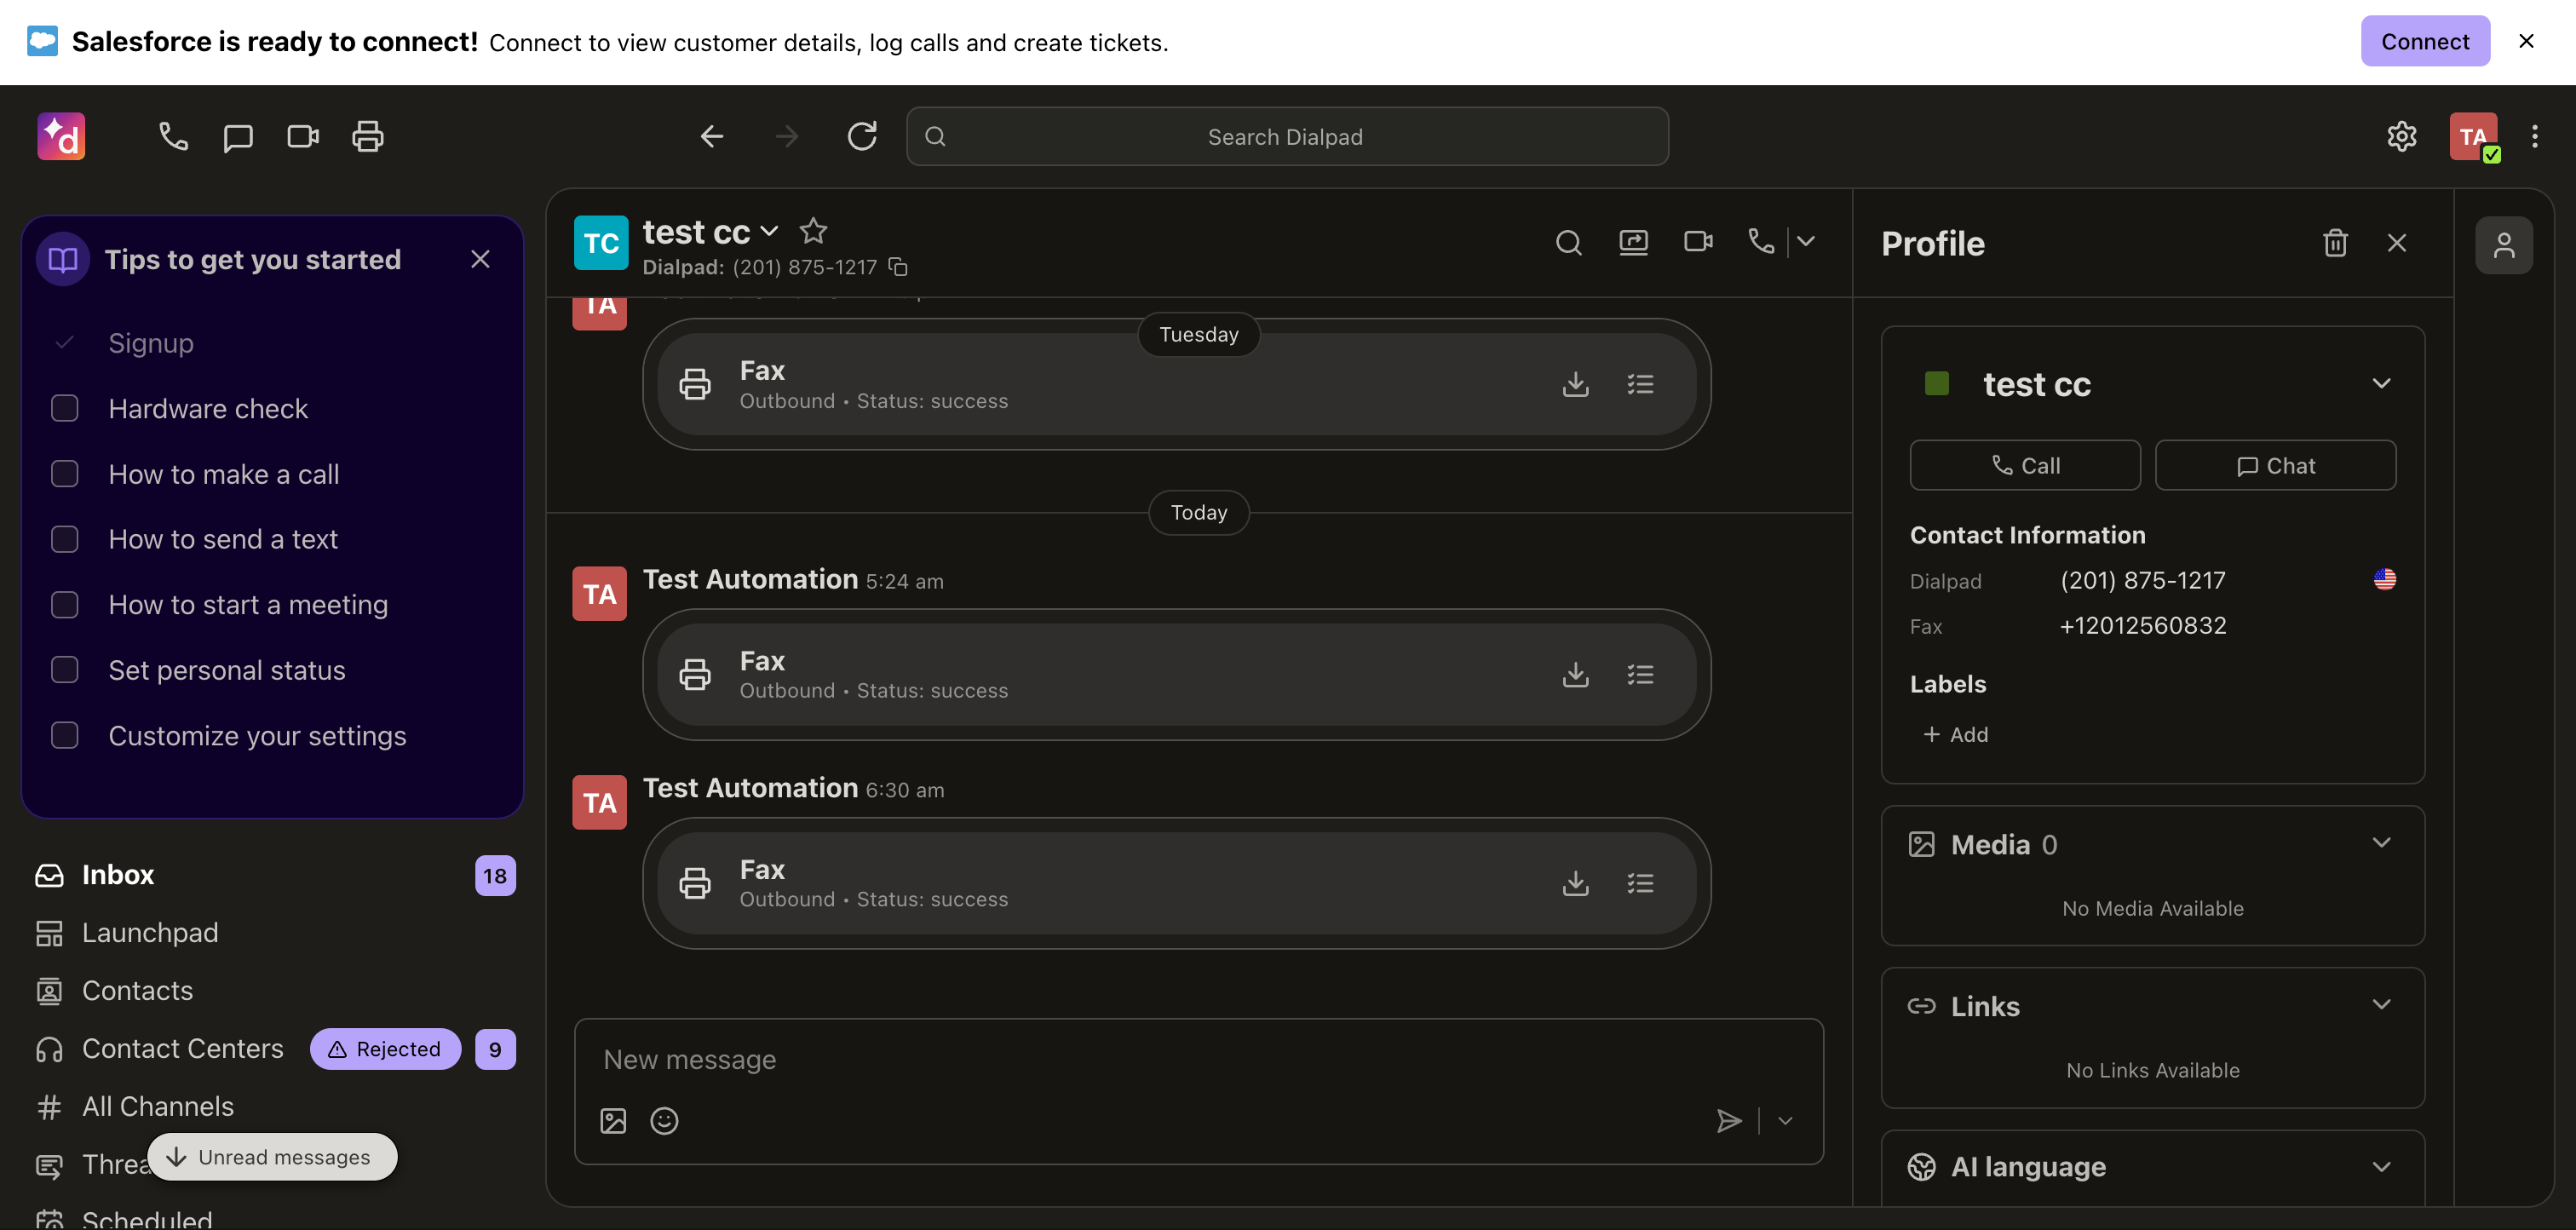 Salesforce is ready to connect! Connect to view customer details, log calls and create tickets.
Connect
d
Search Dialpad
TA
Tips to get you started
Signup
Hardware check
How to make a call
How to send a text
How to start a meeting
Set personal status
Customize your settings
Inbox 18
Launchpad
Contacts
Contact Centers Rejected 9
All Channels
Threa
Unread messages
Scheduled
TC
test cc
Dialpad: (201) 875-1217
TA
Tuesday
Fax
Outbound • Status: success
Today
TA
Test Automation 5:24 am
Fax
Outbound • Status: success
TA
Test Automation 6:30 am
Fax
Outbound • Status: success
New message
Profile
test cc
Call
Chat
Contact Information
Dialpad (201) 875-1217
Fax +12012560832
Labels
+ Add
Media 0
No Media Available
Links
No Links Available
AI language